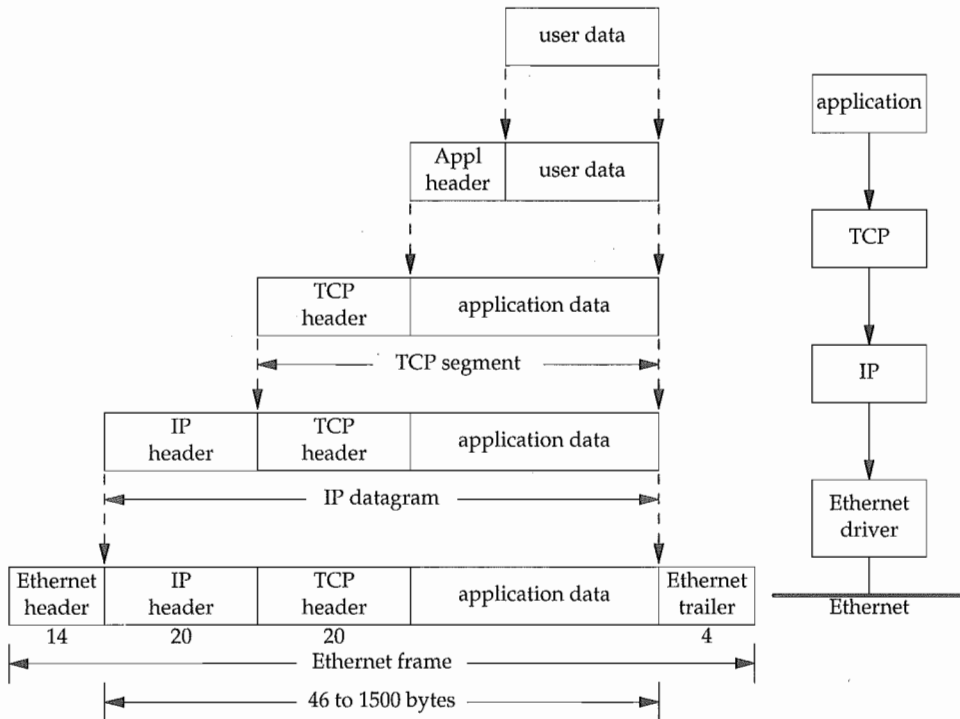 user data
application
Appl
header
user data
TCP
TCP
header
application data
TCP segment
IP
IP
header
TCP
header
application data
IP datagram
Ethernet
driver
Ethernet
header
IP
header
TCP
header
application data
Ethernet
trailer
Ethernet
14
20
20
4
Ethernet frame
46 to 1500 bytes